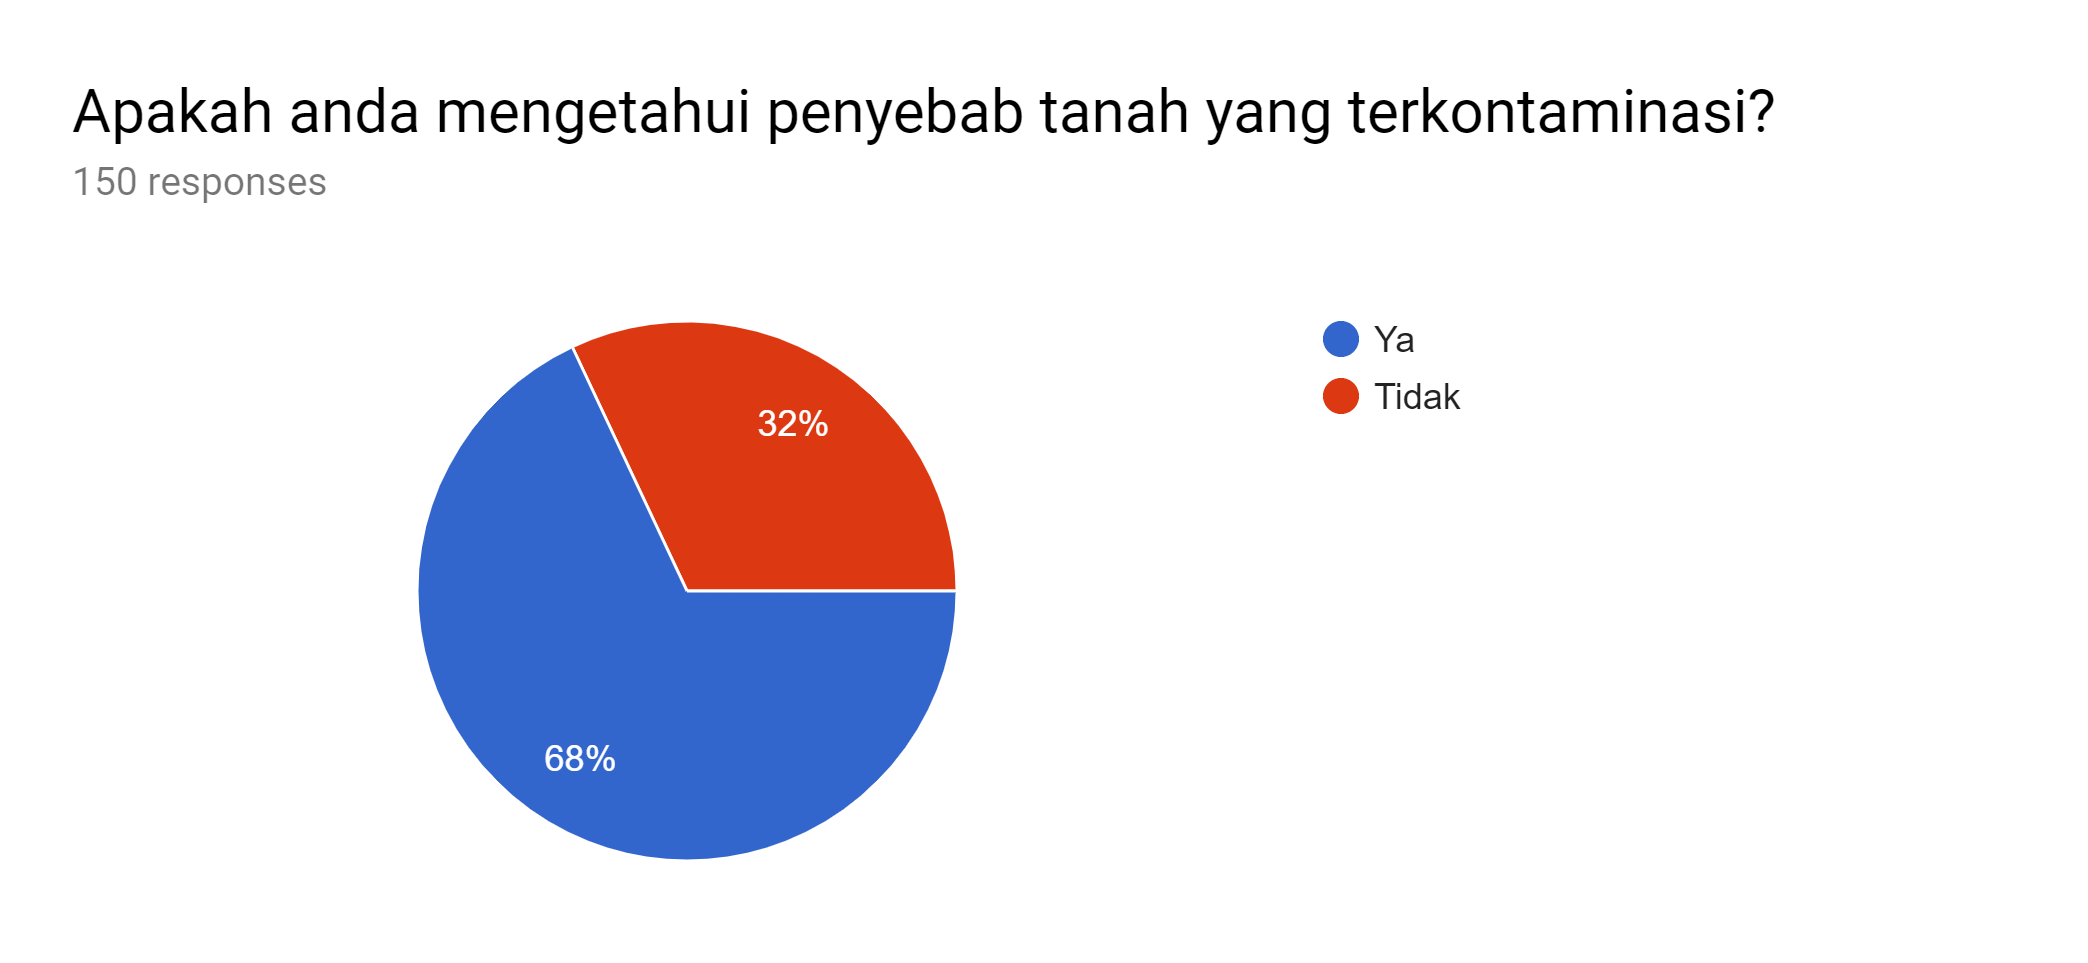 Apakah anda mengetahui penyebab tanah yang terkontaminasi?
150 responses
Ya
Tidak
32%
68%